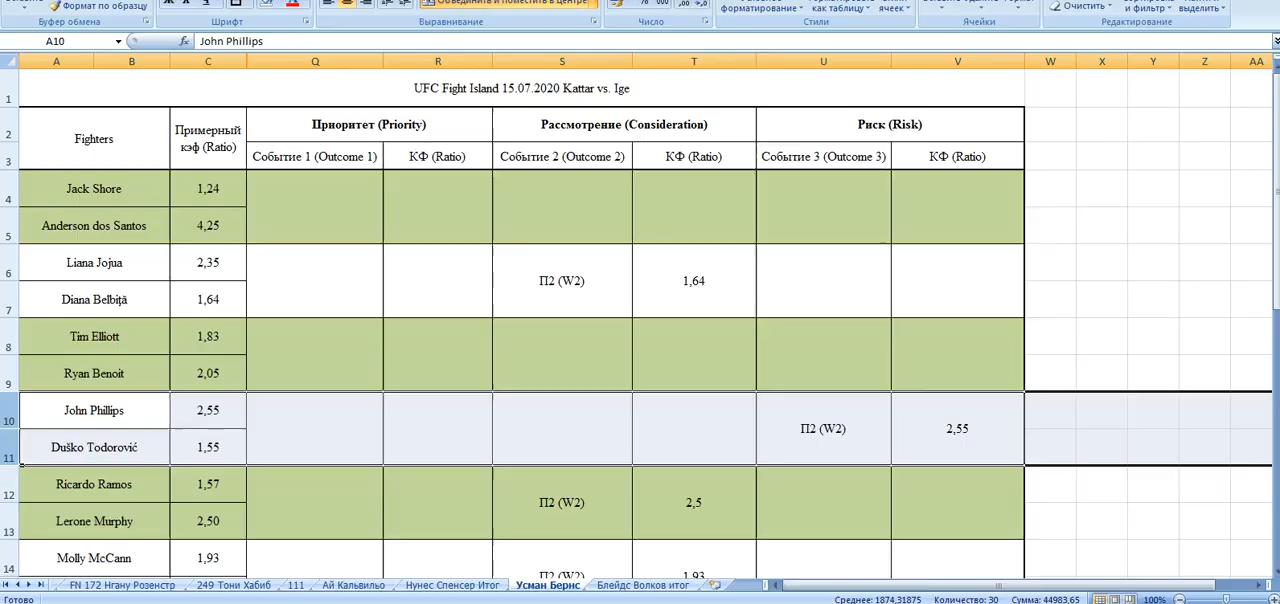 Формат по образцу
Объединить и поместить в центре
форматирование
как таблицу
ячеек
Очистить
и фильтр
выделить
Буфер обмена
Шрифт
Выравнивание
Число
Стили
Ячейки
Редактирование
A10 fx John Phillips
A B C Q R S T U V W X Y Z AA
1 UFC Fight Island 15.07.2020 Kattar vs. Ige
2 Fighters Примерный кэф (Ratio) Приоритет (Priority) Рассмотрение (Consideration) Риск (Risk)
3 Событие 1 (Outcome 1) КФ (Ratio) Событие 2 (Outcome 2) КФ (Ratio) Событие 3 (Outcome 3) КФ (Ratio)
4 Jack Shore 1,24
5 Anderson dos Santos 4,25
6 Liana Jojua 2,35 П2 (W2) 1,64
7 Diana Belbiţă 1,64
8 Tim Elliott 1,83
9 Ryan Benoit 2,05
10 John Phillips 2,55 П2 (W2) 2,55
11 Duško Todorović 1,55
12 Ricardo Ramos 1,57 П2 (W2) 2,5
13 Lerone Murphy 2,50
14 Molly McCann 1,93 П2 (W2) 1,93
FN 172 Нгану Розенстр 249 Тони Хабиб 111 Ай Кальвильо Нунес Спенсер Итог Усман Бернс Блейдс Волков итог
Готово Среднее: 1874,31875 Количество: 30 Сумма: 44983,65 100%